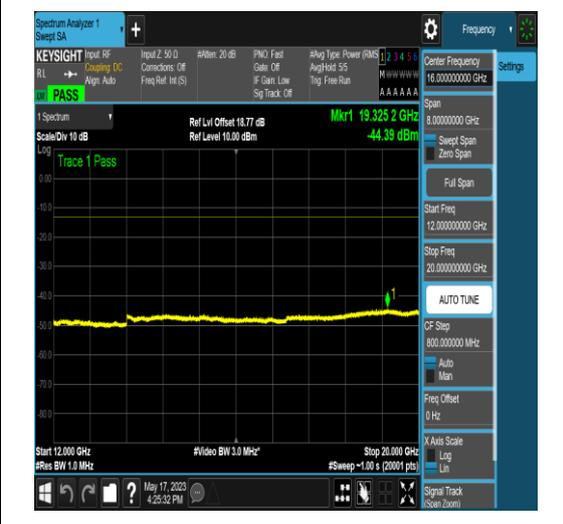 Spectrum Analyzer 1
Swept SA
+
Frequency
KEYSIGHT
Input: RF
Coupling: DC
Align: Auto
Input Z: 50 Ω
Corrections: Off
Freq Ref: Int (S)
#Atten: 20 dB
PNO: Fast
Gate: Off
IF Gain: Low
Sig Track: Off
#Avg Type: Power (RMS
Avg|Hold: 5/5
Trig: Free Run
1 2 3 4 5 6
M W W W W W
A A A A A A
RL
PASS
1 Spectrum
Scale/Div 10 dB
Ref Lvl Offset 18.77 dB
Ref Level 10.00 dBm
Mkr1 19.325 2 GHz
-44.39 dBm
Log
Trace 1 Pass
0.00
-10.0
-20.0
-30.0
-40.0
-50.0
-60.0
-70.0
-80.0
1
Start 12.000 GHz
#Res BW 1.0 MHz
#Video BW 3.0 MHz*
Stop 20.000 GHz
#Sweep ~1.00 s (20001 pts)
Center Frequency
16.000000000 GHz
Settings
Span
8.00000000 GHz
Swept Span
Zero Span
Full Span
Start Freq
12.000000000 GHz
Stop Freq
20.000000000 GHz
AUTO TUNE
CF Step
800.000000 MHz
Auto
Man
Freq Offset
0 Hz
X Axis Scale
Log
Lin
Signal Track
(Span Zoom)
?
May 17, 2023
4:25:32 PM